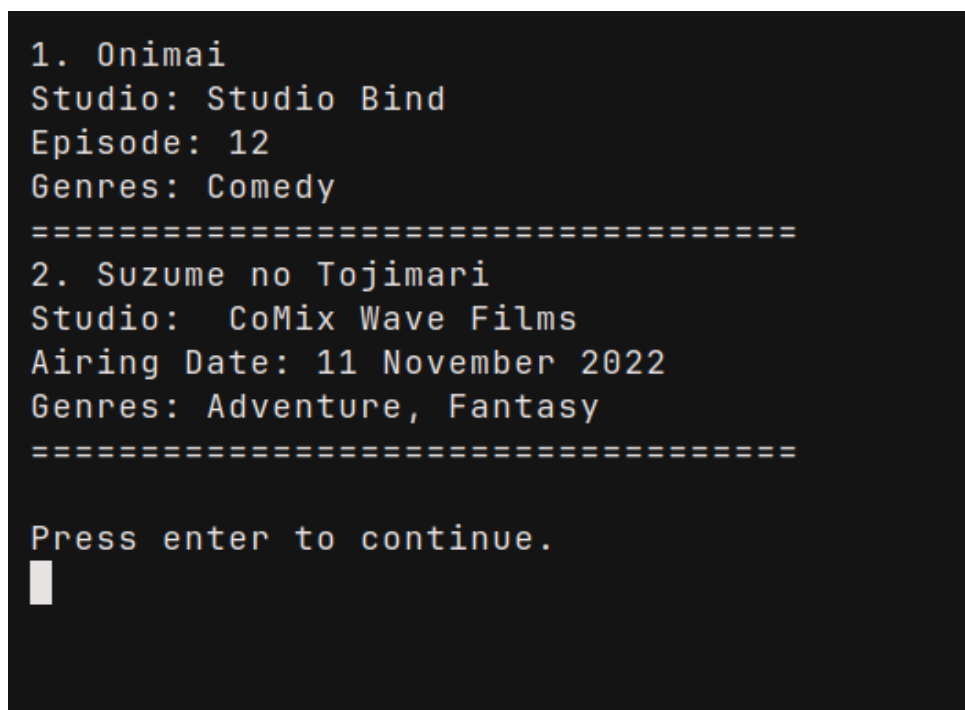 1. Onimai
Studio: Studio Bind
Episode: 12
Genres: Comedy
===================================
2. Suzume no Tojimari
Studio:  CoMix Wave Films
Airing Date: 11 November 2022
Genres: Adventure, Fantasy
===================================
Press enter to continue.